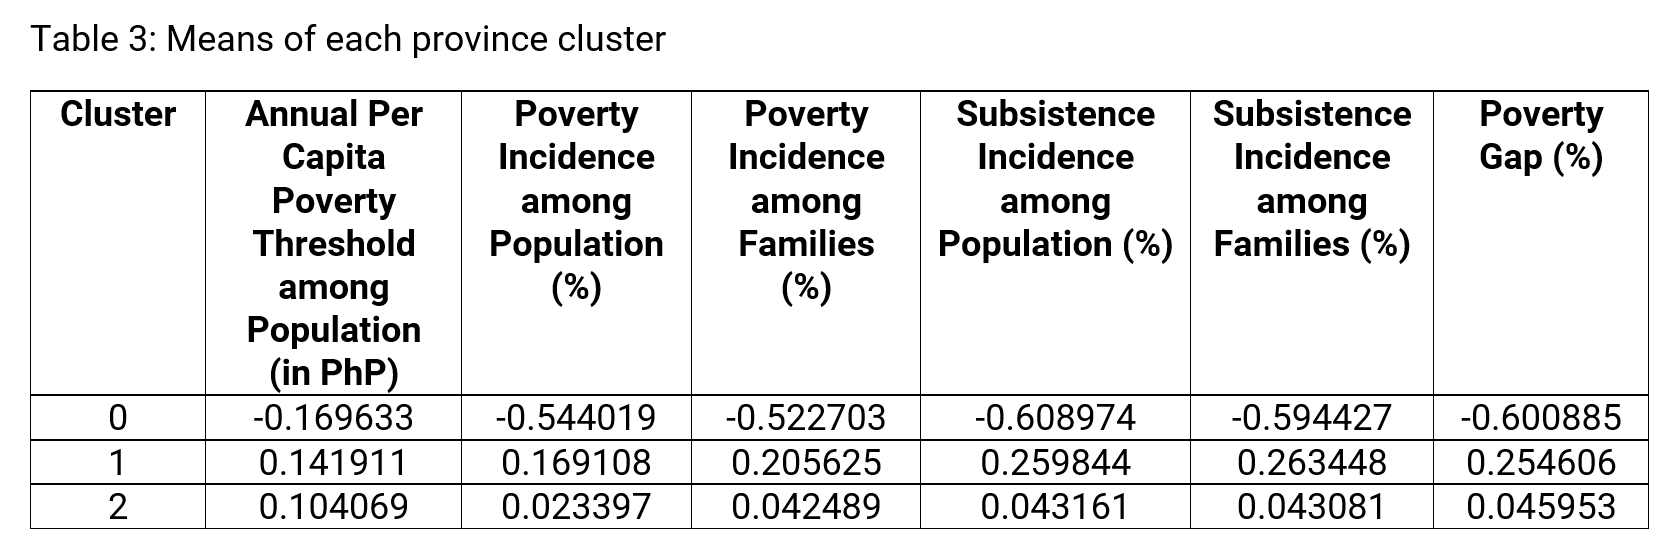 Table 3: Means of each province cluster
Cluster
Annual Per
Capita
Poverty
Threshold
among
Population
(in PhP)
Poverty
Incidence
among
Population
(%)
Poverty
Incidence
among
Families
(%)
Subsistence
Incidence
among
Population (%)
Subsistence
Incidence
among
Families (%)
Poverty
Gap (%)
0 -0.169633 -0.544019 -0.522703 -0.608974 -0.594427 -0.600885
1 0.141911 0.169108 0.205625 0.259844 0.263448 0.254606
2 0.104069 0.023397 0.042489 0.043161 0.043081 0.045953